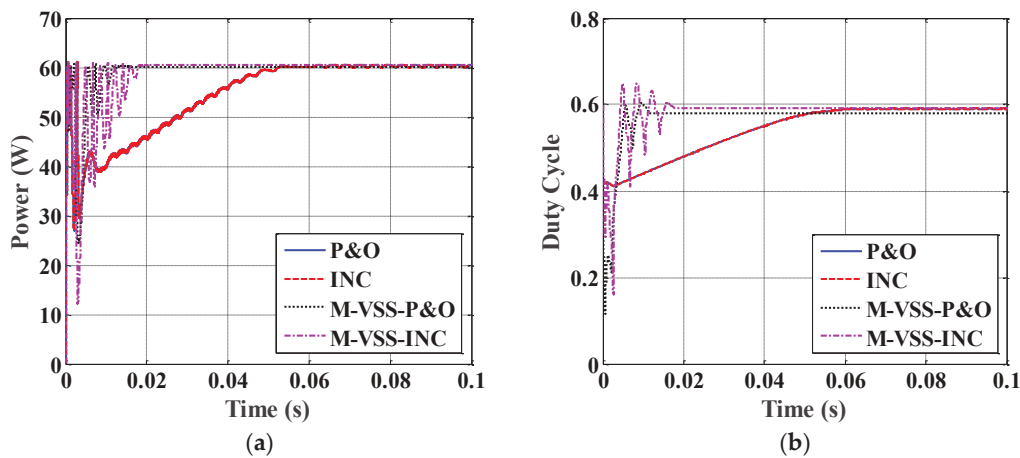 70
60
50
40
30
20
10
0
Power (W)
P&O
INC
M-VSS-P&O
M-VSS-INC
0 0.02 0.04 0.06 0.08 0.1
Time (s)
(a)
0.8
0.6
0.4
0.2
0
Duty Cycle
P&O
INC
M-VSS-P&O
M-VSS-INC
0 0.02 0.04 0.06 0.08 0.1
Time (s)
(b)